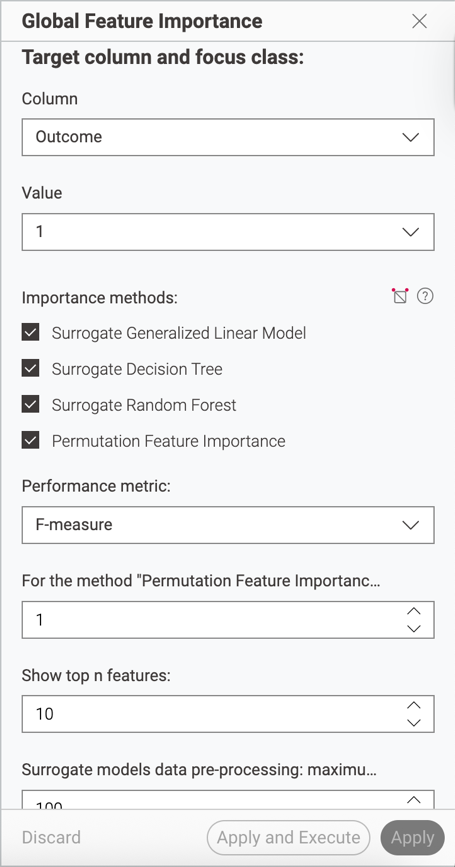 Global Feature Importance
Target column and focus class:
Column
Outcome
Value
1
Importance methods:
?
Surrogate Generalized Linear Model
Surrogate Decision Tree
Surrogate Random Forest
Permutation Feature Importance
Performance metric:
F-measure
For the method "Permutation Feature Importanc...
1
Show top n features:
10
Surrogate models data pre-processing: maximu...
100
Discard
Apply and Execute
Apply